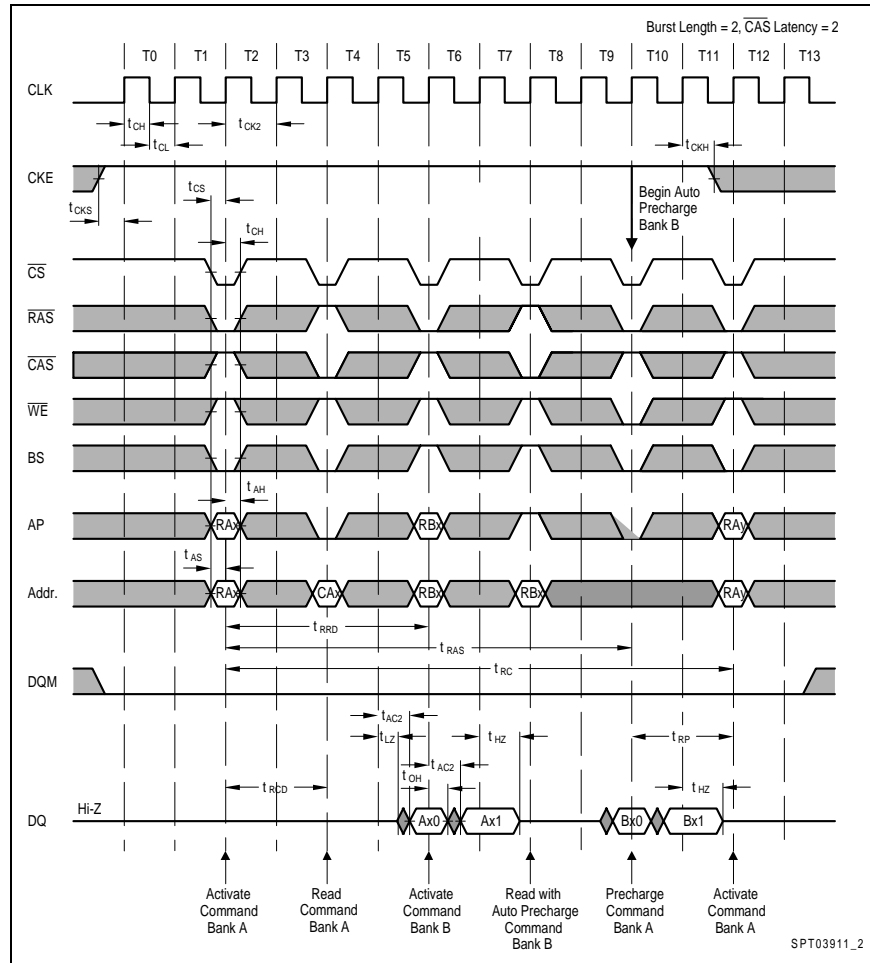 Burst Length = 2, CAS Latency = 2
T0 T1 T2 T3 T4 T5 T6 T7 T8 T9 T10 T11 T12 T13
CLK
tCH tCK2
tCL tCKH
CKE
tCS
Begin Auto
Precharge
Bank B
tCKS
tCH
CS
RAS
CAS
WE
BS
tAH
AP RAx RBx RAy
tAS
Addr. RAx CAx RBx RBx RAy
tRRD
tRAS
tRC
DQM
tAC2
tLZ tHZ tRP
tAC2
tOH
tRCD tHZ
Hi-Z
DQ Ax0 Ax1 Bx0 Bx1
Activate
Command
Bank A
Read
Command
Bank A
Activate
Command
Bank B
Read with
Auto Precharge
Command
Bank B
Precharge
Command
Bank A
Activate
Command
Bank A
SPT03911_2